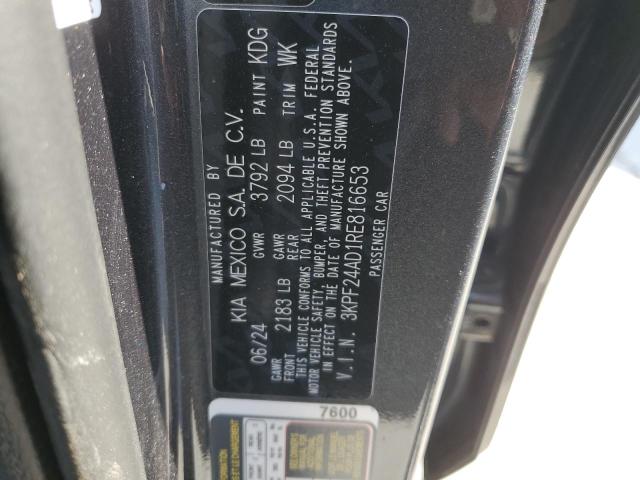 MANUFACTURED BY
KIA MEXICO S.A. DE C.V.
06/24 GVWR 3792 LB PAINT KDG
GAWR FRONT 2183 LB GAWR REAR 2094 LB TRIM WK
THIS VEHICLE CONFORMS TO ALL APPLICABLE U.S.A. FEDERAL
MOTOR VEHICLE SAFETY, BUMPER, AND THEFT PREVENTION STANDARDS
IN EFFECT ON THE DATE OF MANUFACTURE SHOWN ABOVE.
V.I.N. 3KPF24AD1RE816653
PASSENGER CAR
7600